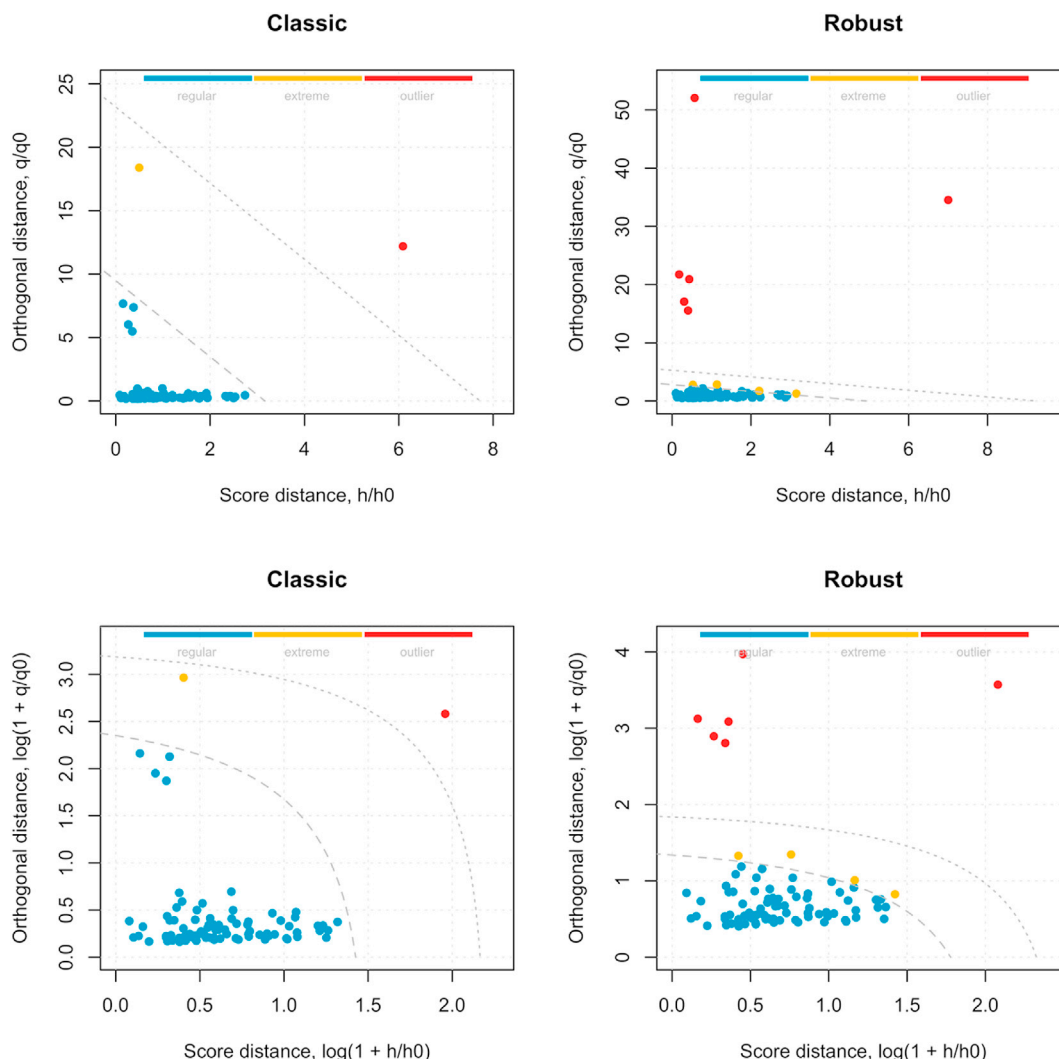 Classic
regular extreme outlier
25
20
15
10
5
0
Orthogonal distance, q/q0
0 2 4 6 8
Score distance, h/h0
Robust
regular extreme outlier
50
40
30
20
10
0
Orthogonal distance, q/q0
0 2 4 6 8
Score distance, h/h0
Classic
regular extreme outlier
3.0
2.5
2.0
1.5
1.0
0.5
0.0
Orthogonal distance, log(1 + q/q0)
0.0 0.5 1.0 1.5 2.0
Score distance, log(1 + h/h0)
Robust
regular extreme outlier
4
3
2
1
0
Orthogonal distance, log(1 + q/q0)
0.0 0.5 1.0 1.5 2.0
Score distance, log(1 + h/h0)